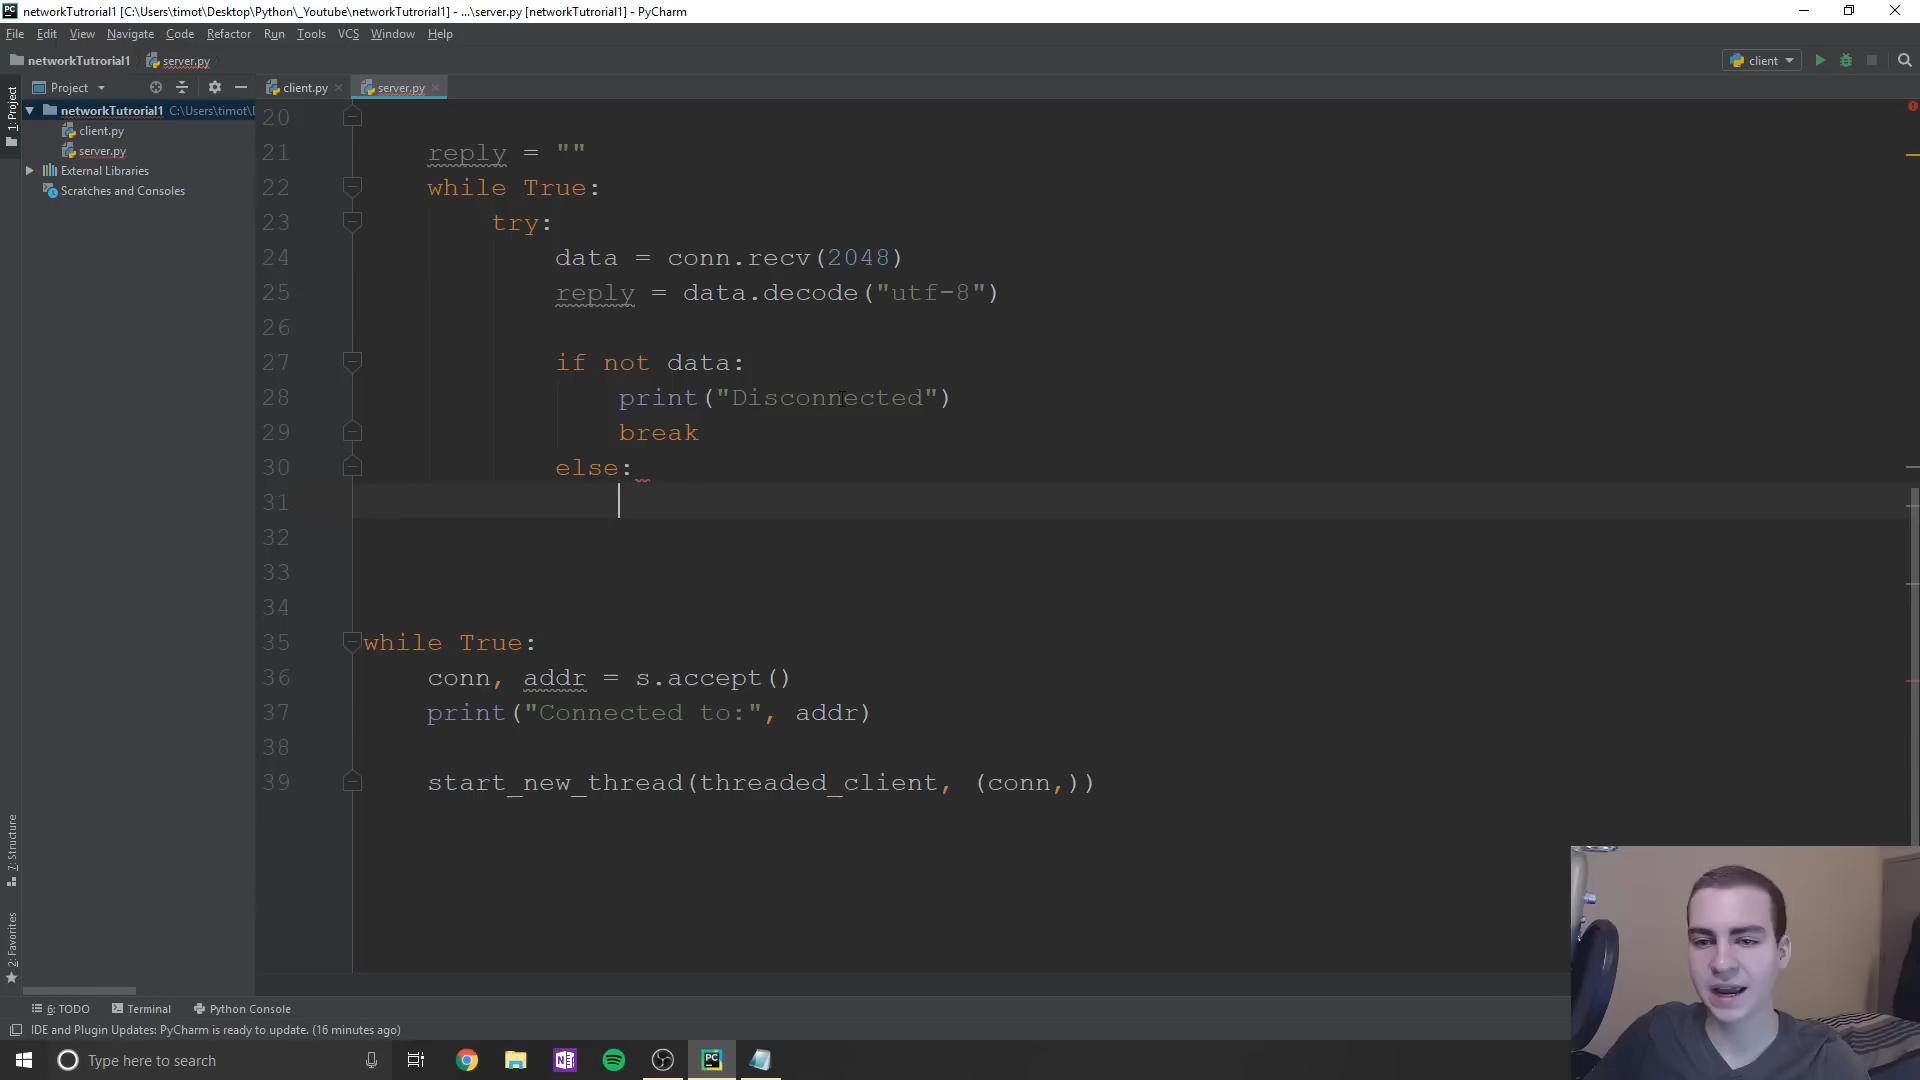 networkTutrorial1 [C:\Users\timot\Desktop\Python\_Youtube\networkTutrorial1] - ...\server.py [networkTutrorial1] - PyCharm
File Edit View Navigate Code Refactor Run Tools VCS Window Help
networkTutrorial1 server.py client
Project client.py server.py
1: Project
networkTutrorial1 C:\Users\timot\D
client.py
server.py
External Libraries
Scratches and Consoles
20
21 reply = ""
22 while True:
23 try:
24 data = conn.recv(2048)
25 reply = data.decode("utf-8")
26
27 if not data:
28 print("Disconnected")
29 break
30 else:
31
32
33
34
35 while True:
36 conn, addr = s.accept()
37 print("Connected to:", addr)
38
39 start_new_thread(threaded_client, (conn,))
7: Structure
2: Favorites
6: TODO Terminal Python Console
IDE and Plugin Updates: PyCharm is ready to update. (16 minutes ago)
Type here to search